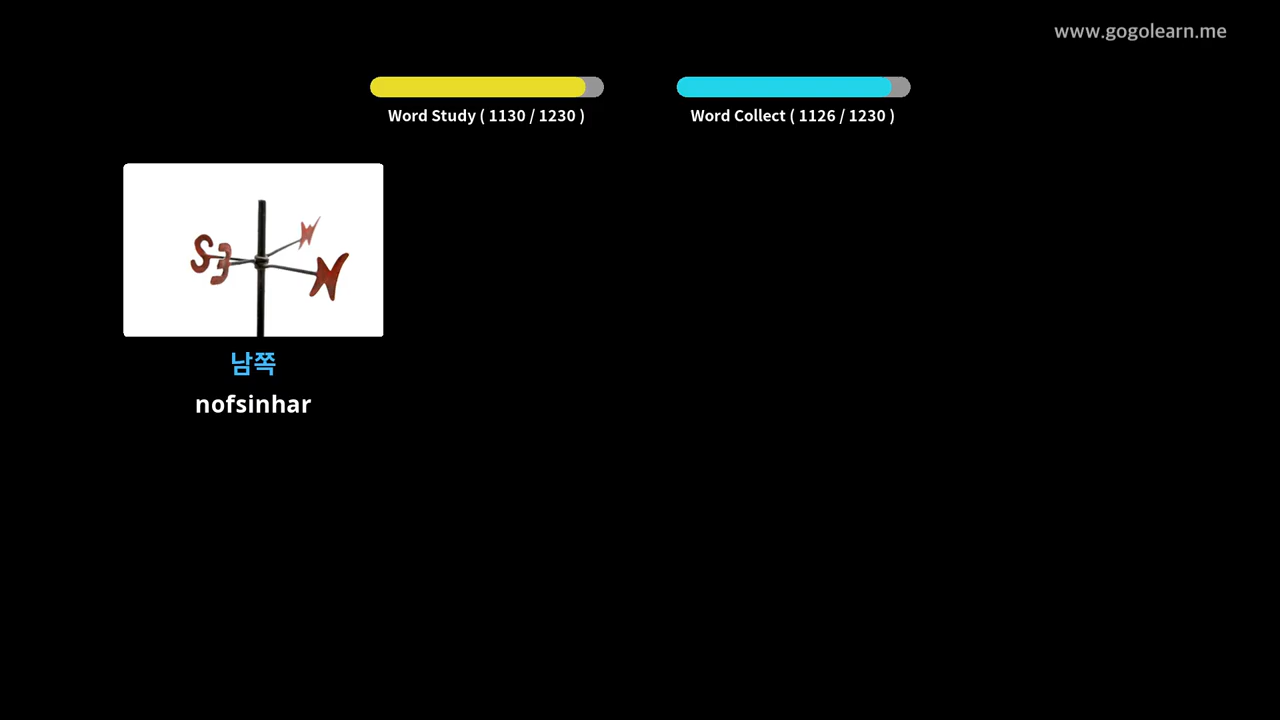 www.gogolearn.me
Word Study ( 1130 / 1230 )
Word Collect ( 1126 / 1230 )
S E N N
남쪽
nofsinhar